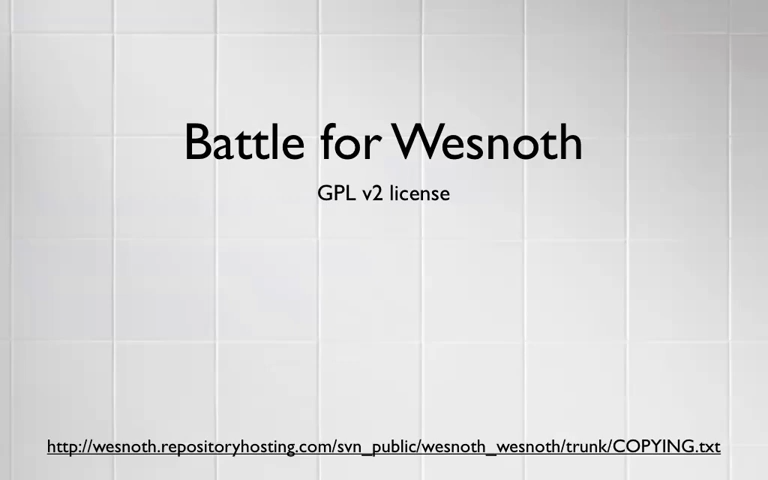 Battle for Wesnoth
GPL v2 license
http://wesnoth.repositoryhosting.com/svn_public/wesnoth_wesnoth/trunk/COPYING.txt